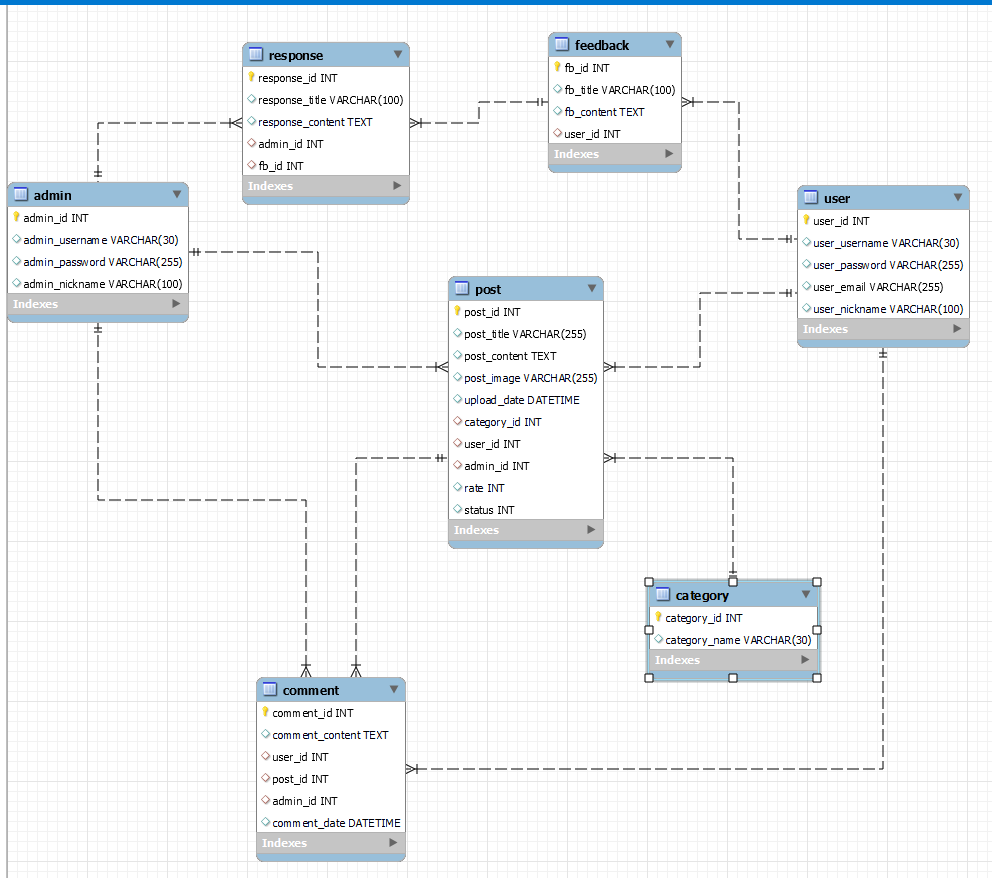 response
response_id INT
response_title VARCHAR(100)
response_content TEXT
admin_id INT
fb_id INT
Indexes
feedback
fb_id INT
fb_title VARCHAR(100)
fb_content TEXT
user_id INT
Indexes
admin
admin_id INT
admin_username VARCHAR(30)
admin_password VARCHAR(255)
admin_nickname VARCHAR(100)
Indexes
user
user_id INT
user_username VARCHAR(30)
user_password VARCHAR(255)
user_email VARCHAR(255)
user_nickname VARCHAR(100)
Indexes
post
post_id INT
post_title VARCHAR(255)
post_content TEXT
post_image VARCHAR(255)
upload_date DATETIME
category_id INT
user_id INT
admin_id INT
rate INT
status INT
Indexes
category
category_id INT
category_name VARCHAR(30)
Indexes
comment
comment_id INT
comment_content TEXT
user_id INT
post_id INT
admin_id INT
comment_date DATETIME
Indexes